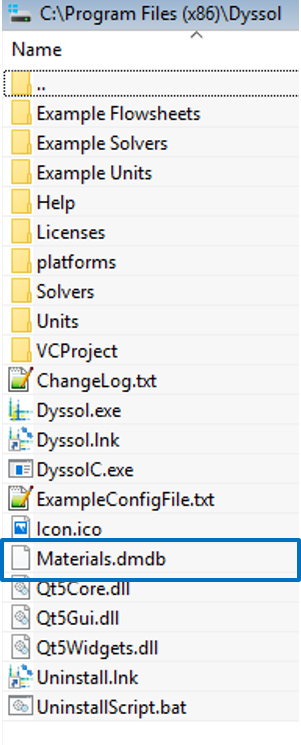 C:\Program Files (x86)\Dyssol
Name
..
Example Flowsheets
Example Solvers
Example Units
Help
Licenses
platforms
Solvers
Units
VCProject
ChangeLog.txt
Dyssol.exe
Dyssol.lnk
DyssolC.exe
ExampleConfigFile.txt
Icon.ico
Materials.dmdb
Qt5Core.dll
Qt5Gui.dll
Qt5Widgets.dll
Uninstall.lnk
UninstallScript.bat